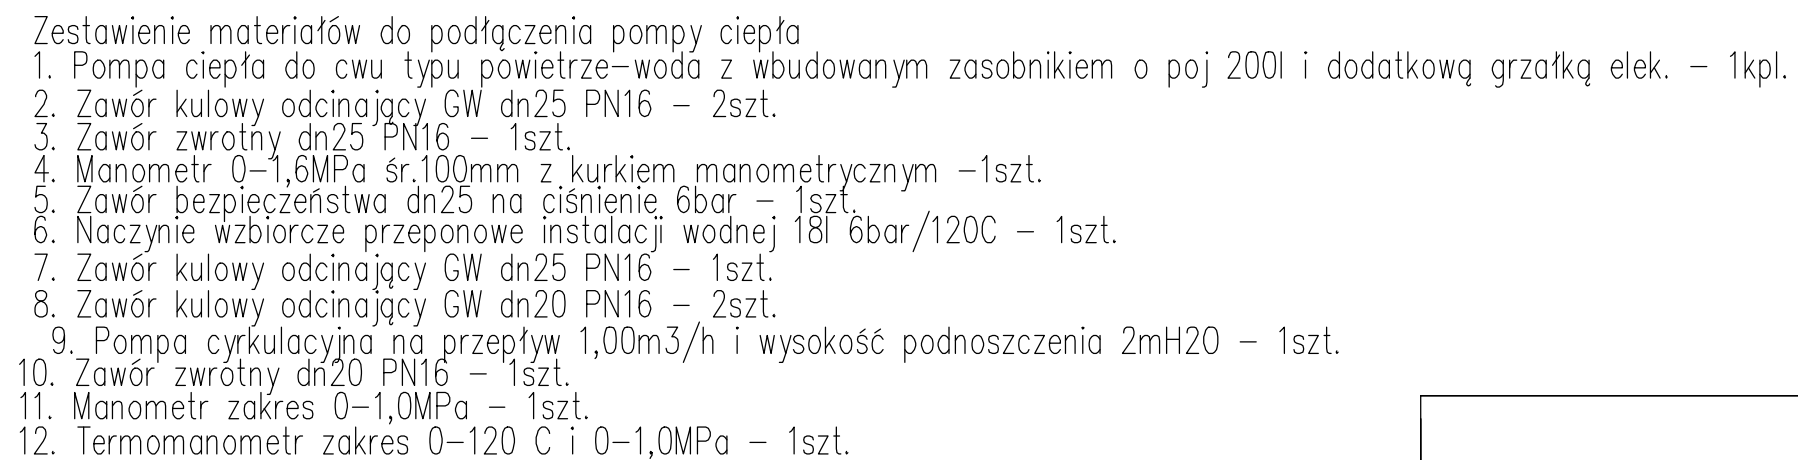 Zestawienie materiałów do podłączenia pompy ciepła
1. Pompa ciepła do cwu typu powietrze-woda z wbudowanym zasobnikiem o poj 200l i dodatkową grzałką elek. - 1kpl.
2. Zawór kulowy odcinający GW dn25 PN16 - 2szt.
3. Zawór zwrotny dn25 PN16 - 1szt.
4. Manometr 0-1,6MPa śr.100mm z kurkiem manometrycznym -1szt.
5. Zawór bezpieczeństwa dn25 na ciśnienie 6bar - 1szt.
6. Naczynie wzbiorcze przeponowe instalacji wodnej 18l 6bar/120C - 1szt.
7. Zawór kulowy odcinający GW dn25 PN16 - 1szt.
8. Zawór kulowy odcinający GW dn20 PN16 - 2szt.
9. Pompa cyrkulacyjna na przepływ 1,00m3/h i wysokość podnoszczenia 2mH2O - 1szt.
10. Zawór zwrotny dn20 PN16 - 1szt.
11. Manometr zakres 0-1,0MPa - 1szt.
12. Termomanometr zakres 0-120 C i 0-1,0MPa - 1szt.